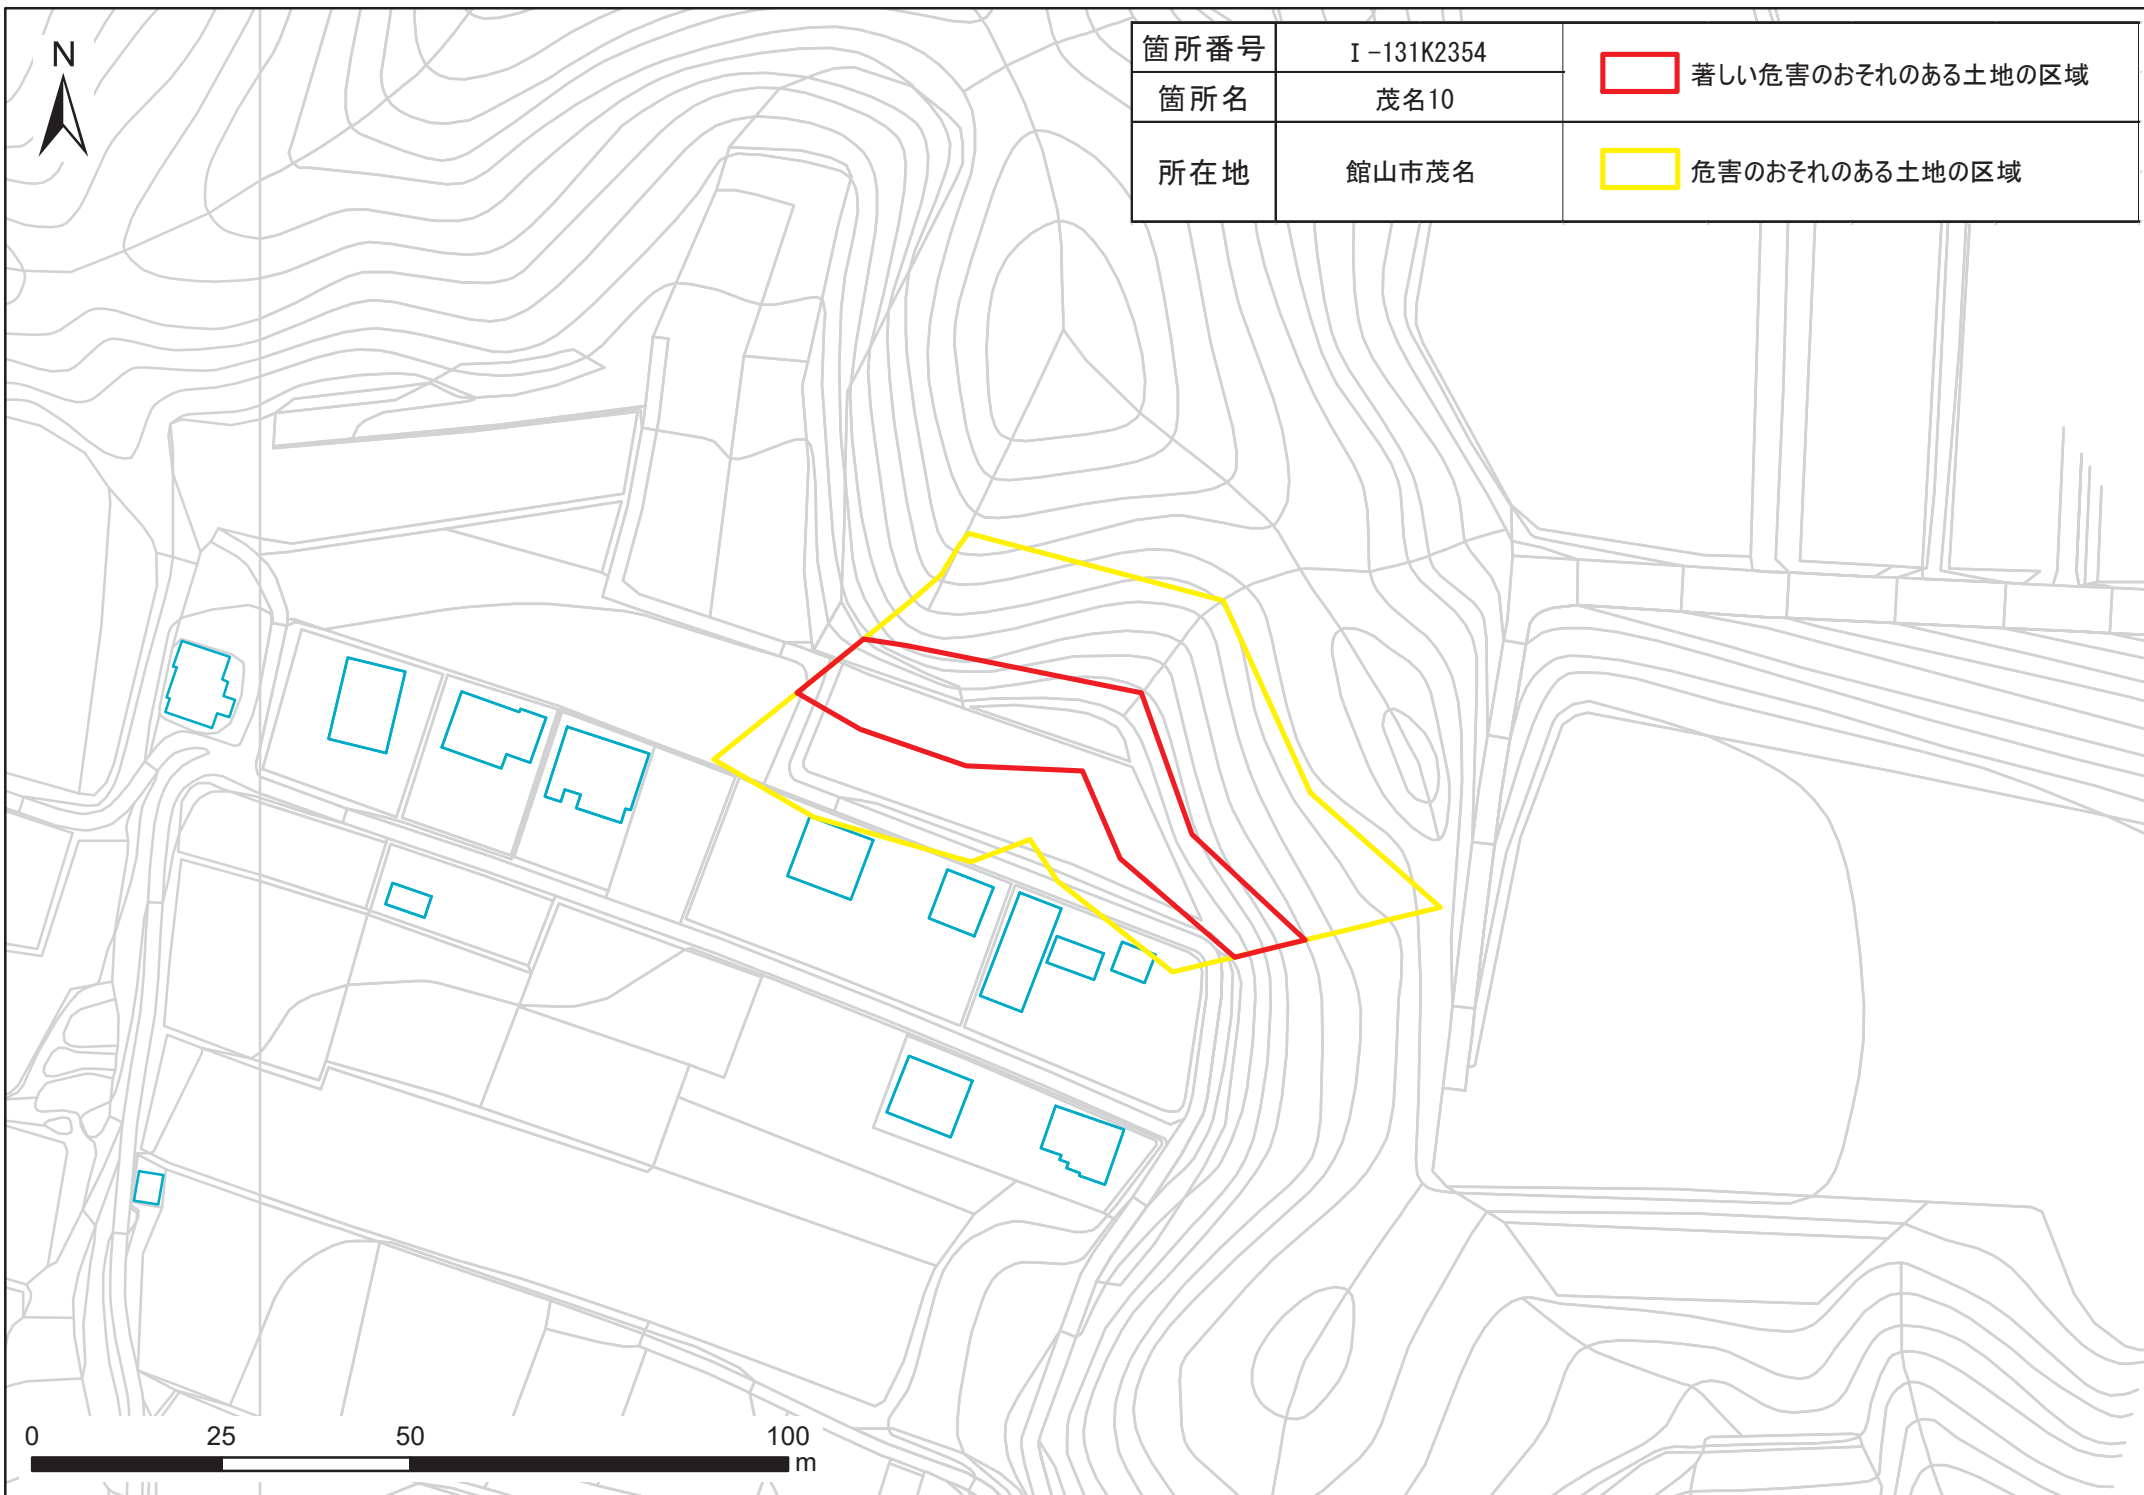 N
箇所番号 Ⅰ-131K2354 著しい危害のおそれのある土地の区域
箇所名 茂名10
所在地 館山市茂名 危害のおそれのある土地の区域
0 25 50 100
m